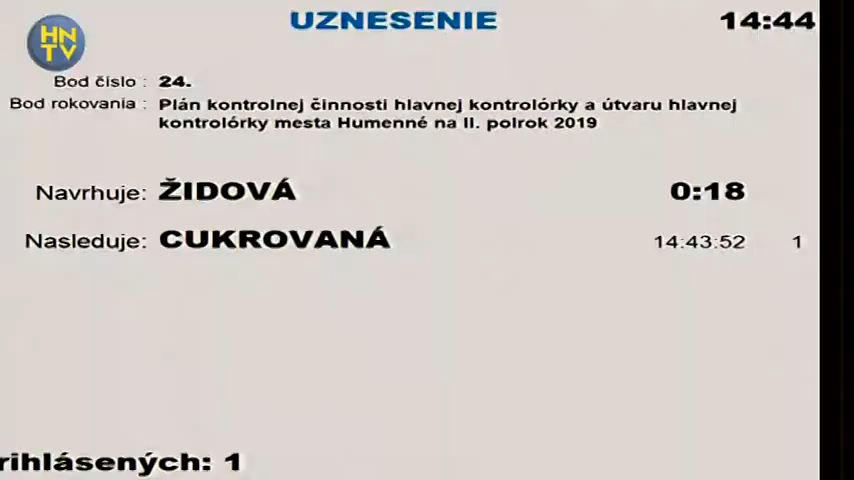 HN
TV
UZNESENIE 14:44
Bod číslo : 24.
Bod rokovania : Plán kontrolnej činnosti hlavnej kontrolórky a útvaru hlavnej
kontrolórky mesta Humenné na II. polrok 2019
Navrhuje: ŽIDOVÁ 0:18
Nasleduje: CUKROVANÁ 14:43:52 1
rihlásených: 1